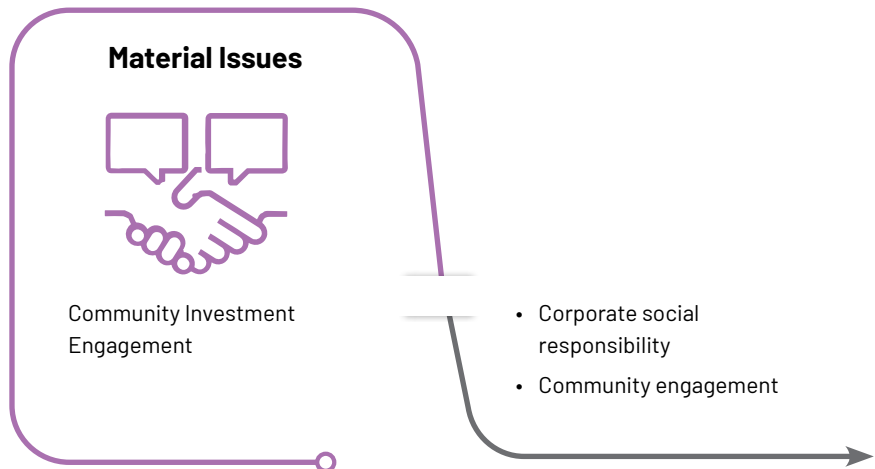 Material Issues
Community Investment
Engagement
• Corporate social
responsibility
• Community engagement